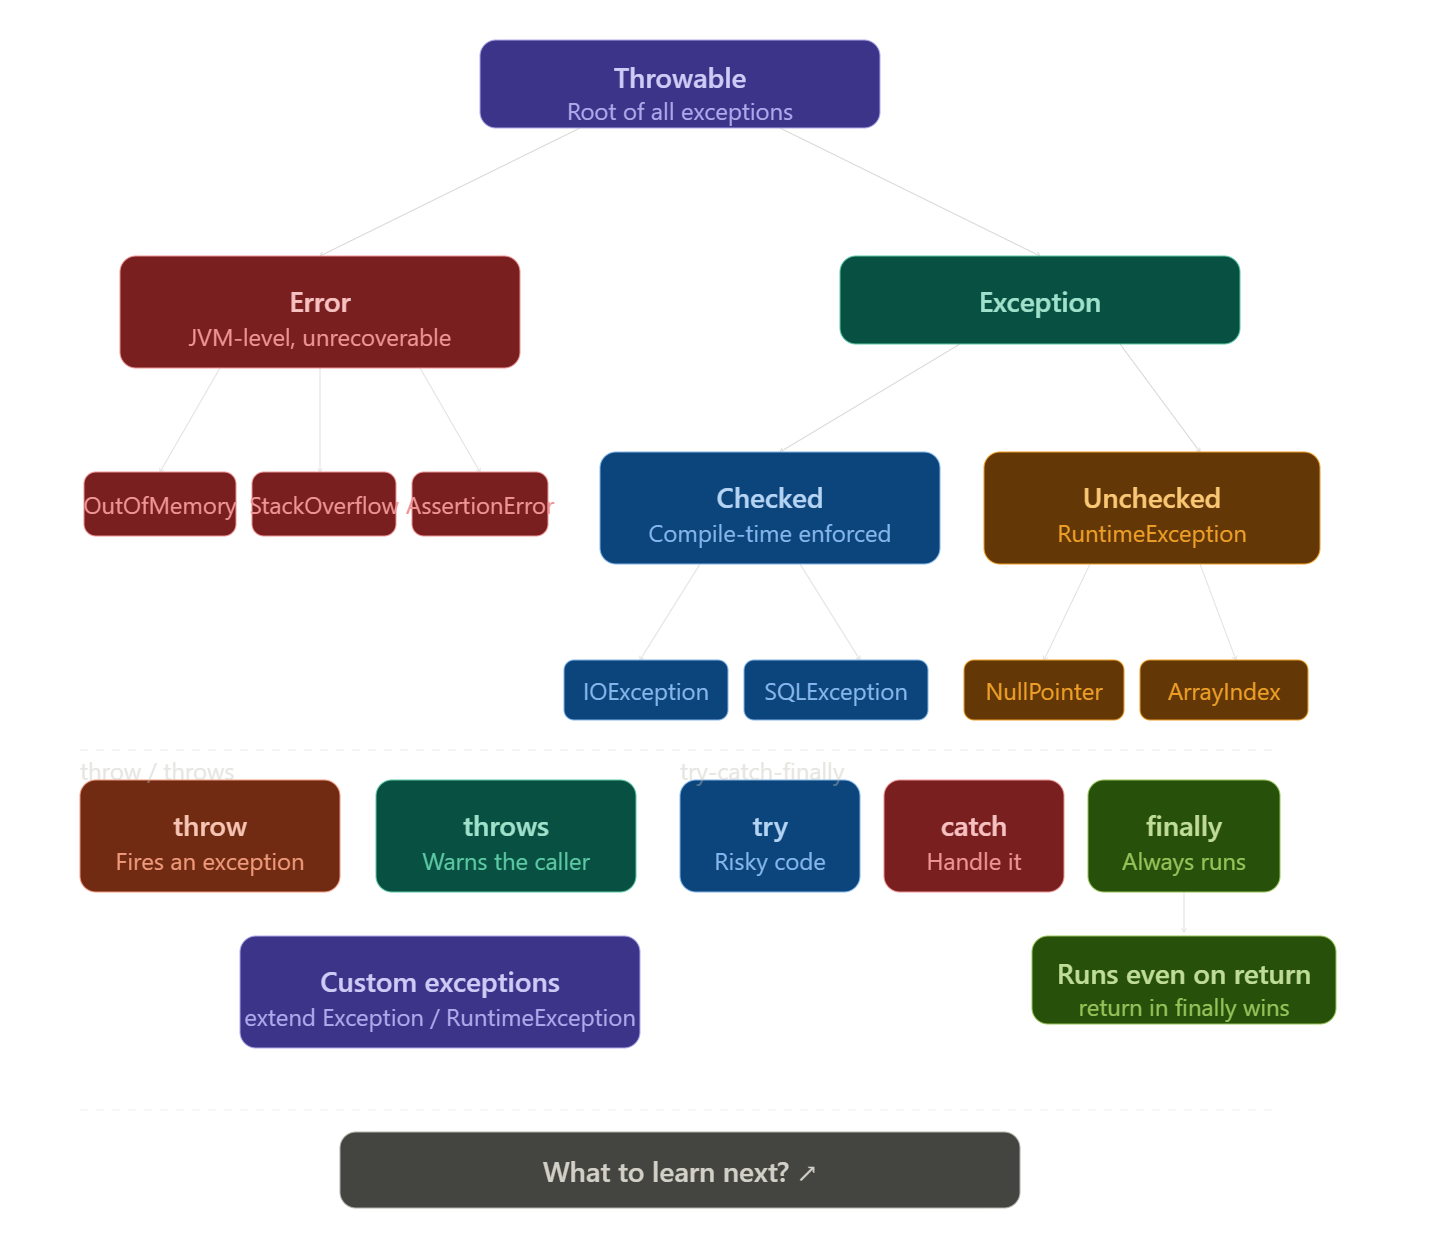 Throwable
Root of all exceptions
Error
JVM-level, unrecoverable
Exception
OutOfMemory
StackOverflow
AssertionError
Checked
Compile-time enforced
Unchecked
RuntimeException
IOException
SQLException
NullPointer
ArrayIndex
throw / throws
try-catch-finally
throw
Fires an exception
throws
Warns the caller
try
Risky code
catch
Handle it
finally
Always runs
Custom exceptions
extend Exception / RuntimeException
Runs even on return
return in finally wins
What to learn next? ↗